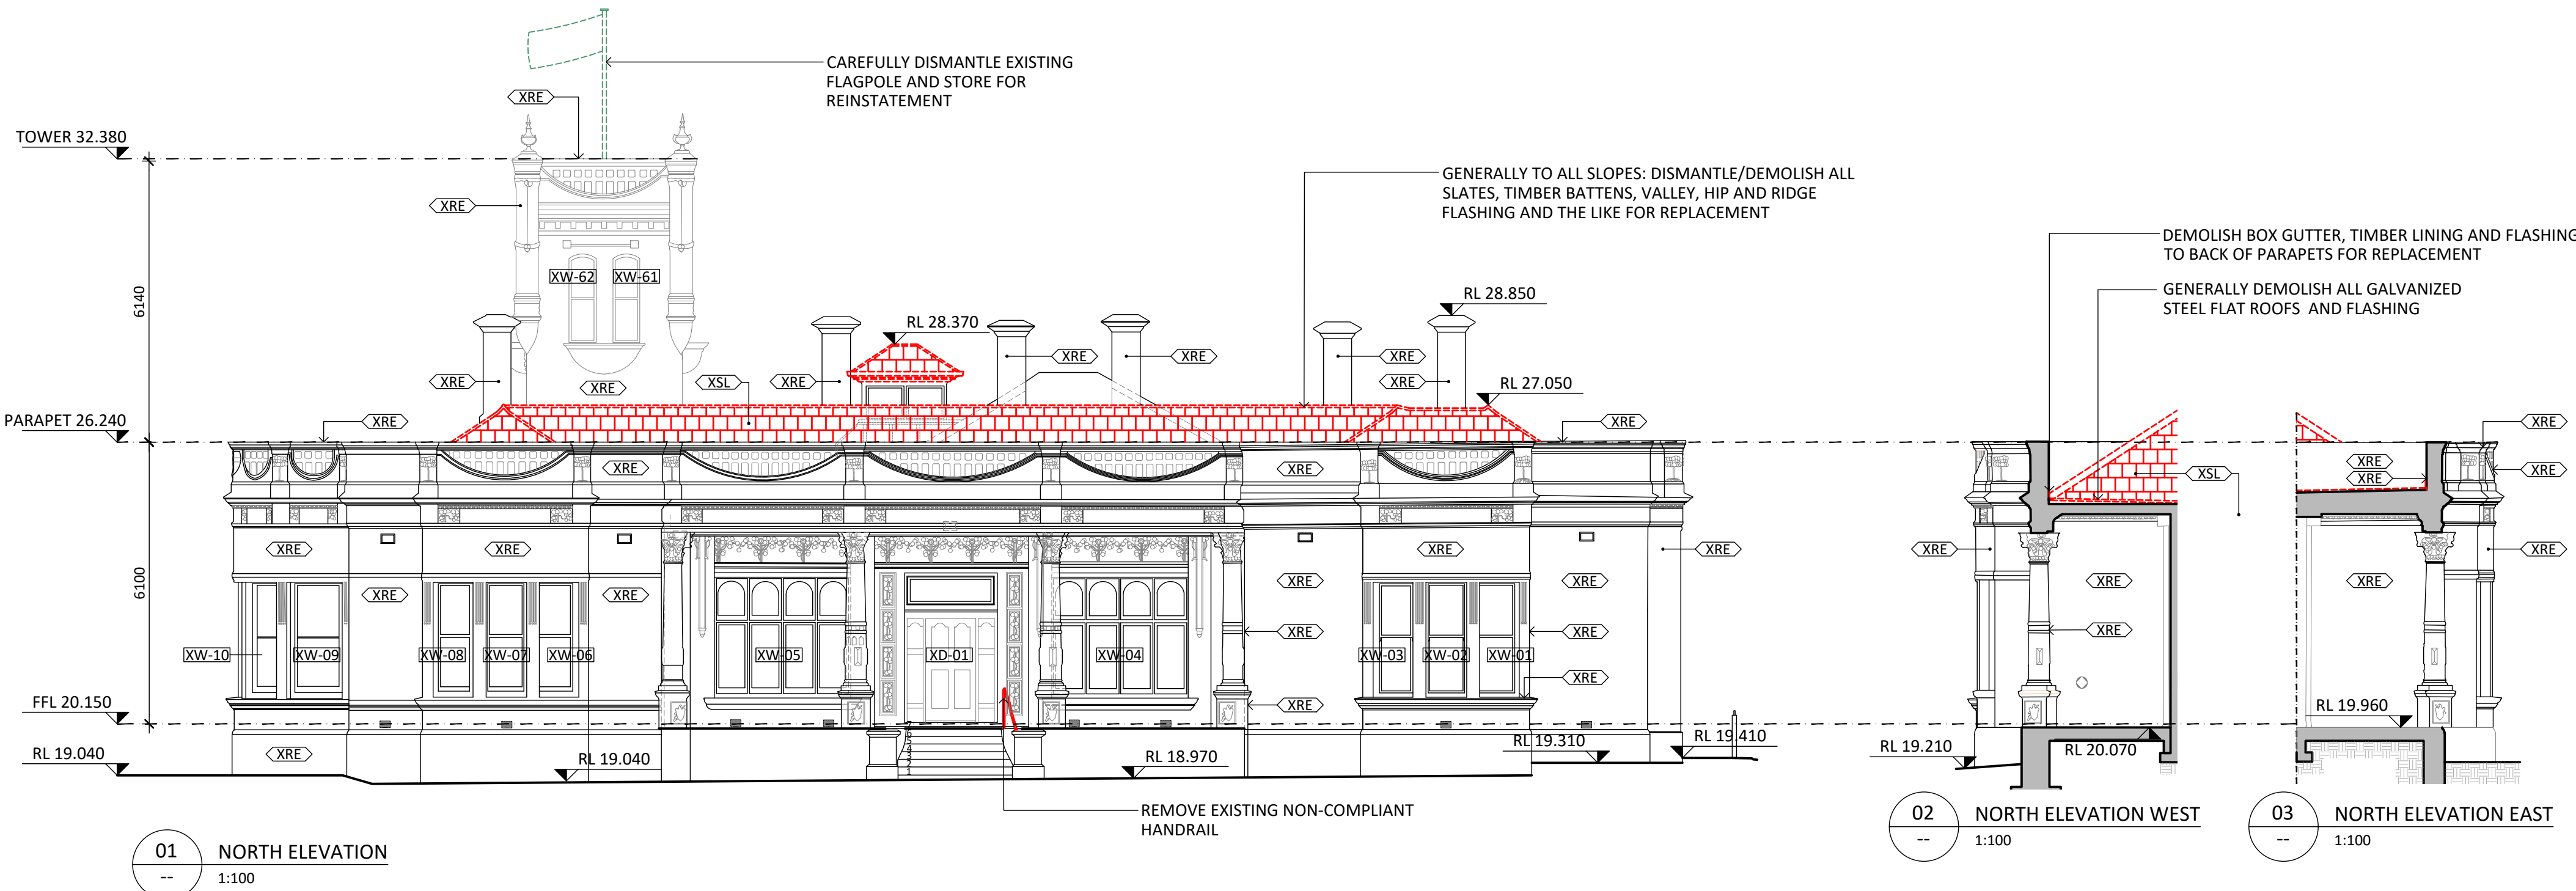 CAREFULLY DISMANTLE EXISTING
FLAGPOLE AND STORE FOR
REINSTATEMENT
XRE
TOWER 32.380
XRE
GENERALLY TO ALL SLOPES: DISMANTLE/DEMOLISH ALL
SLATES, TIMBER BATTENS, VALLEY, HIP AND RIDGE
FLASHING AND THE LIKE FOR REPLACEMENT
DEMOLISH BOX GUTTER, TIMBER LINING AND FLASHING
TO BACK OF PARAPETS FOR REPLACEMENT
GENERALLY DEMOLISH ALL GALVANIZED
STEEL FLAT ROOFS AND FLASHING
XW-62 XW-61
6140
RL 28.370
RL 28.850
XRE XRE XRE
XRE XRE XSL XRE XRE
RL 27.050
PARAPET 26.240
XRE XRE XRE
XRE XRE XRE XRE XRE
XSL
XRE XRE XRE XRE XRE XRE
6100
XRE XRE XRE XRE XRE XRE
XRE XRE XRE
XW-10 XW-09 XW-08 XW-07 XW-06 XW-05 XD-01 XW-04 XW-03 XW-02 XW-01
XRE
XRE
FFL 20.150
RL 19.960
7
6
5
4
3
2
1
RL 19.040
XRE
RL 19.040
RL 18.970
RL 19.310
RL 19.410
RL 19.210
RL 20.070
REMOVE EXISTING NON-COMPLIANT
HANDRAIL
01
--
NORTH ELEVATION
1:100
02
--
NORTH ELEVATION WEST
1:100
03
--
NORTH ELEVATION EAST
1:100